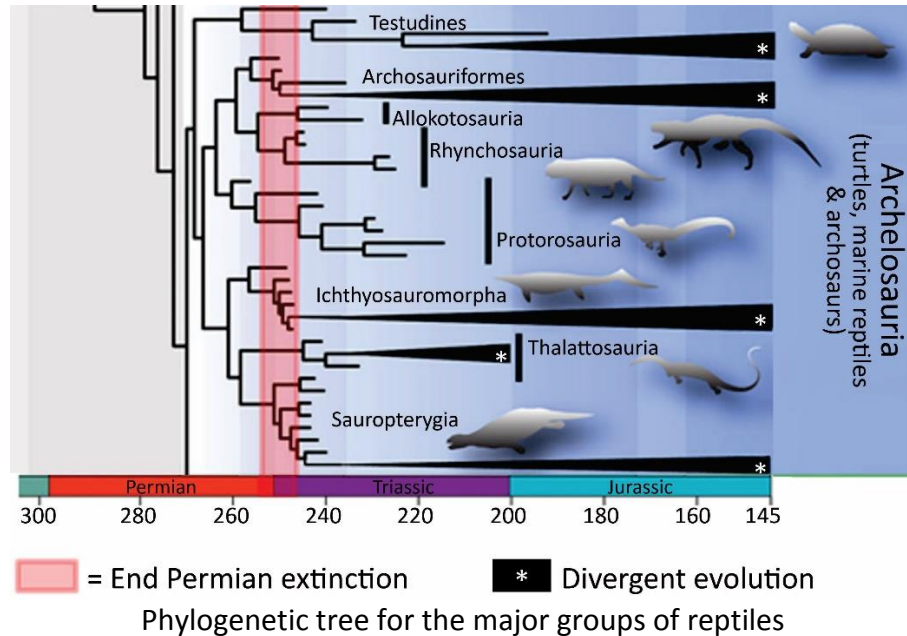 Testudines
*
Archosauriformes
*
Allokotosauria
Rhynchosauria
Protorosauria
Ichthyosauromorpha
*
Thalattosauria
*
Sauropterygia
*
Archelosauria
(turtles, marine reptiles
& archosaurs)
Permian Triassic Jurassic
300 280 260 240 220 200 180 160 145
= End Permian extinction * Divergent evolution
Phylogenetic tree for the major groups of reptiles